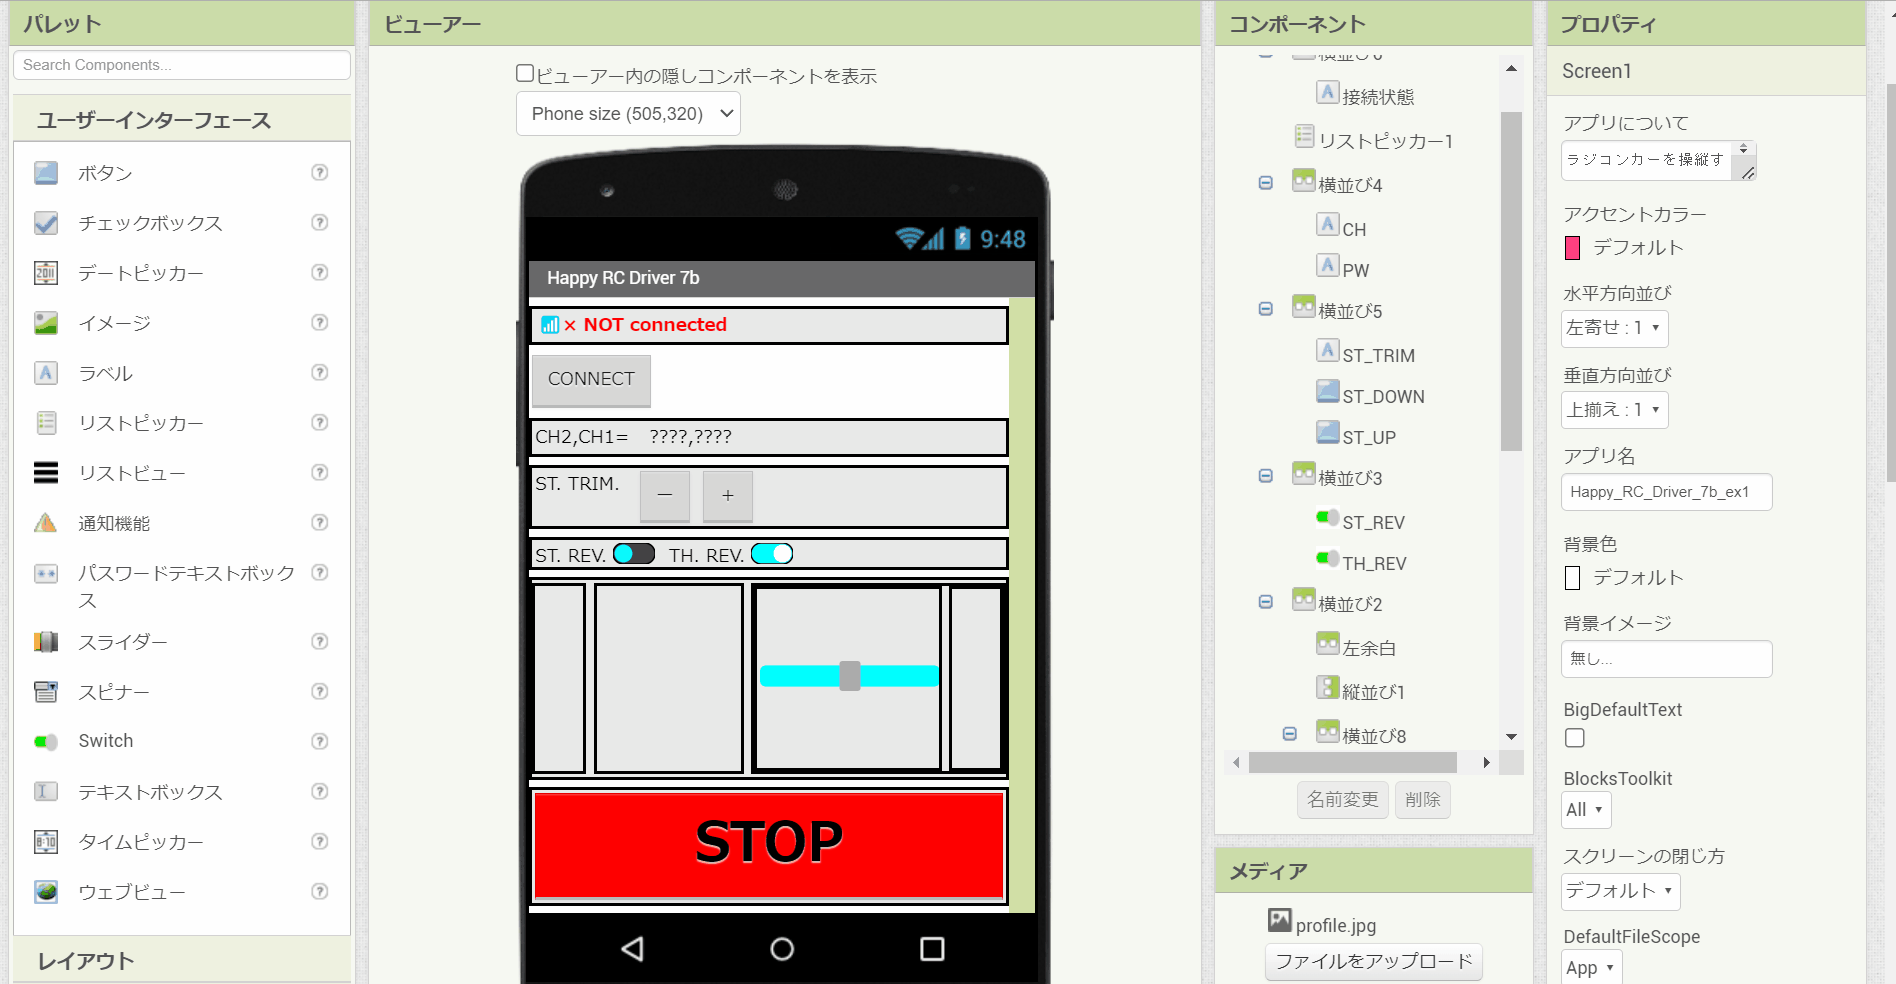 パレット
Search Components...
ユーザーインターフェース
ボタン
?
チェックボックス
?
デートピッカー
?
イメージ
?
ラベル
?
リストピッカー
?
リストビュー
?
通知機能
?
パスワードテキストボック
ス
?
スライダー
?
スピナー
?
Switch
?
テキストボックス
?
タイムピッカー
?
ウェブビュー
?
レイアウト
ビューアー
ビューアー内の隠しコンポーネントを表示
Phone size (505,320)
9:48
Happy RC Driver 7b
× NOT connected
CONNECT
CH2,CH1= ????,????
ST. TRIM. － +
ST. REV. TH. REV.
STOP
コンポーネント
接続状態
リストピッカー1
横並び4
CH
PW
横並び5
ST_TRIM
ST_DOWN
ST_UP
横並び3
ST_REV
TH_REV
横並び2
左余白
縦並び1
横並び8
名前変更 削除
メディア
profile.jpg
ファイルをアップロード
プロパティ
Screen1
アプリについて
ラジコンカーを操縦す
アクセントカラー
デフォルト
水平方向並び
左寄せ : 1
垂直方向並び
上揃え : 1
アプリ名
Happy_RC_Driver_7b_ex1
背景色
デフォルト
背景イメージ
無し...
BigDefaultText
BlocksToolkit
All
スクリーンの閉じ方
デフォルト
DefaultFileScope
App